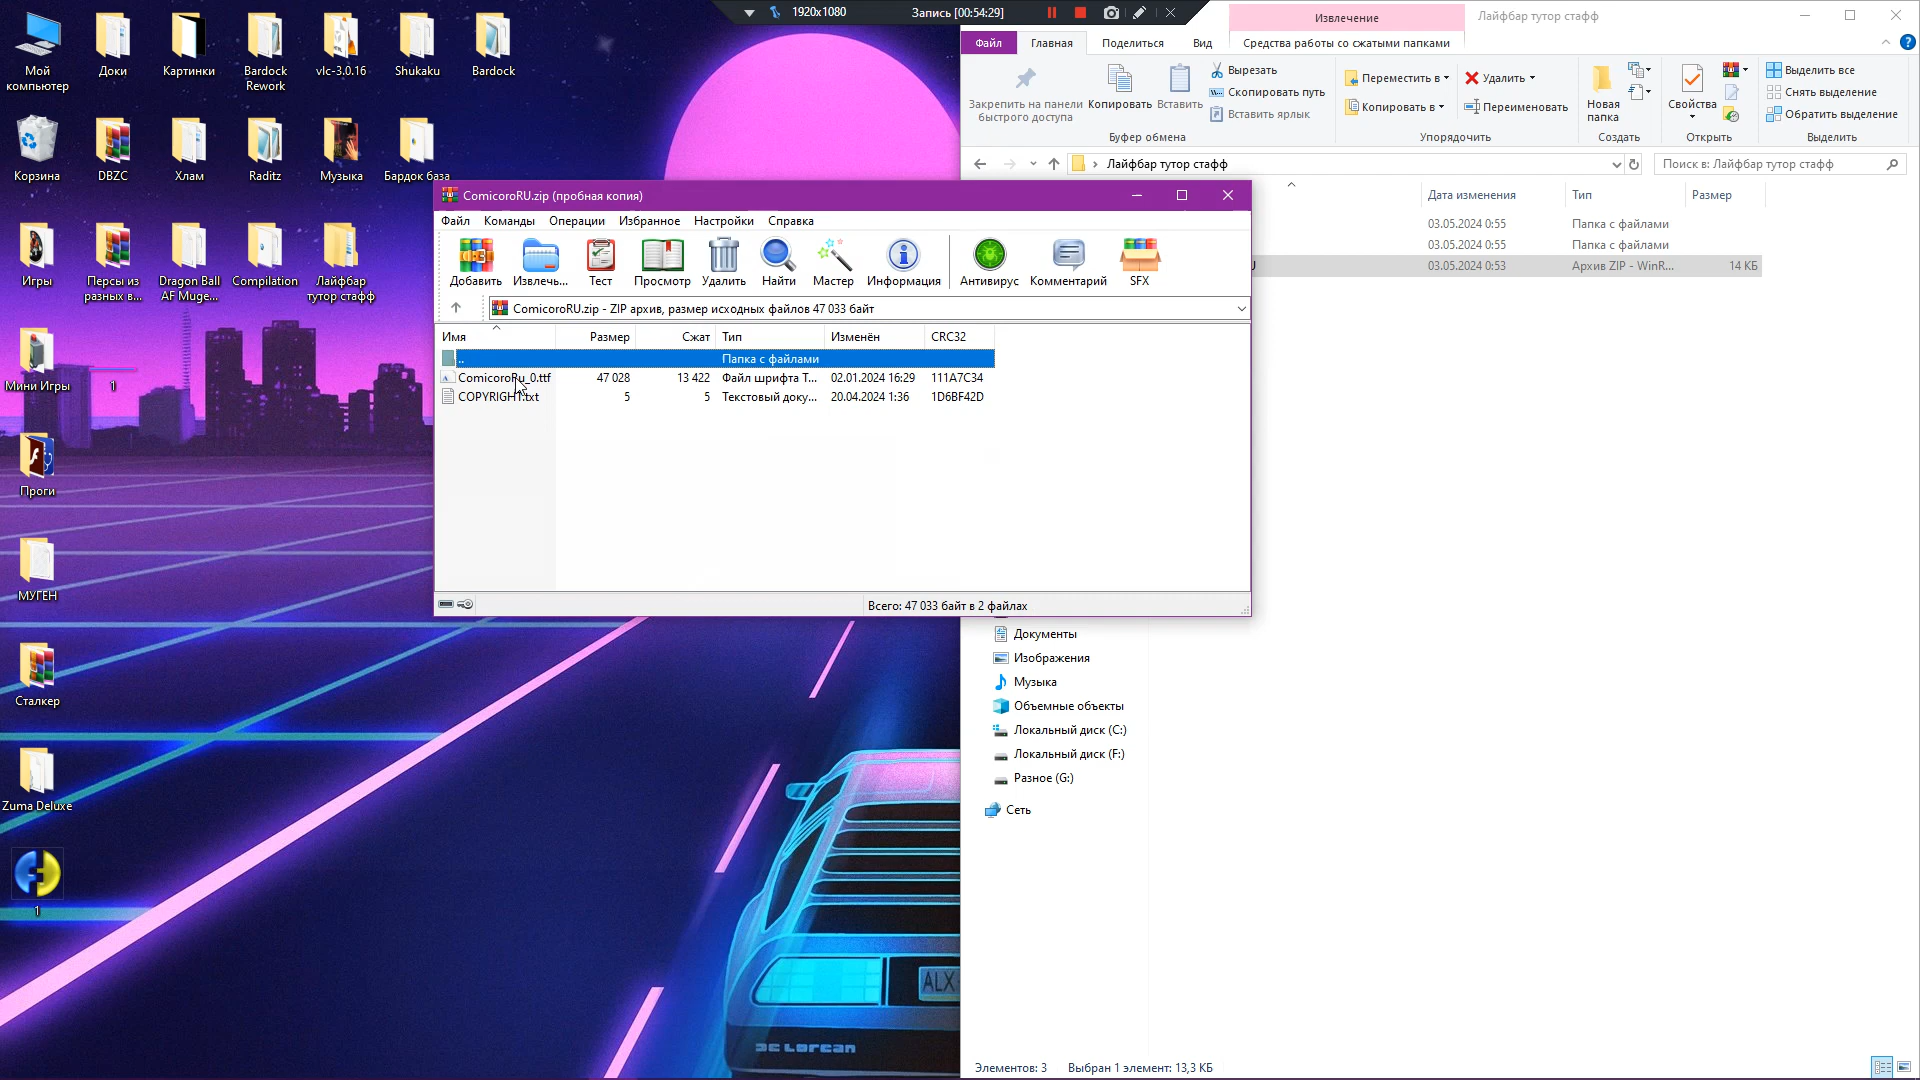 1920x1080
Запись [00:54:29]
Извлечение
Лайфбар тутор стафф
Файл
Главная
Поделиться
Вид
Средства работы со сжатыми папками
Закрепить на панели быстрого доступа
Копировать
Вставить
Вырезать
Скопировать путь
Вставить ярлык
Буфер обмена
Переместить в
Копировать в
Удалить
Переименовать
Упорядочить
Новая папка
Создать
Свойства
Открыть
Выделить все
Снять выделение
Обратить выделение
Выделить
Лайфбар тутор стафф
Поиск в: Лайфбар тутор стафф
Дата изменения
Тип
Размер
03.05.2024 0:55
Папка с файлами
03.05.2024 0:55
Папка с файлами
03.05.2024 0:53
Архив ZIP - WinR...
14 КБ
Мой компьютер
Доки
Картинки
Bardock Rework
vlc-3.0.16
Shukaku
Bardock
Корзина
DBZC
Хлам
Raditz
Музыка
Бардок база
Игры
Персы из разных в...
Dragon Ball AF Muge...
Compilation
Лайфбар тутор стафф
Мини Игры
1
Проги
МУГЕН
Сталкер
Zuma Deluxe
1
ComicoroRU.zip (пробная копия)
Файл
Команды
Операции
Избранное
Настройки
Справка
Добавить
Извлечь...
Тест
Просмотр
Удалить
Найти
Мастер
Информация
Антивирус
Комментарий
SFX
ComicoroRU.zip - ZIP архив, размер исходных файлов 47 033 байт
Имя
Размер
Сжат
Тип
Изменён
CRC32
..
Папка с файлами
ComicoroRu_0.ttf
47 028
13 422
Файл шрифта T...
02.01.2024 16:29
111A7C34
COPYRIGHT.txt
5
5
Текстовый доку...
20.04.2024 1:36
1D6BF42D
Всего: 47 033 байт в 2 файлах
Документы
Изображения
Музыка
Объемные объекты
Локальный диск (C:)
Локальный диск (F:)
Разное (G:)
Сеть
ALX
DELOREAN
Элементов: 3
Выбран 1 элемент: 13,3 КБ